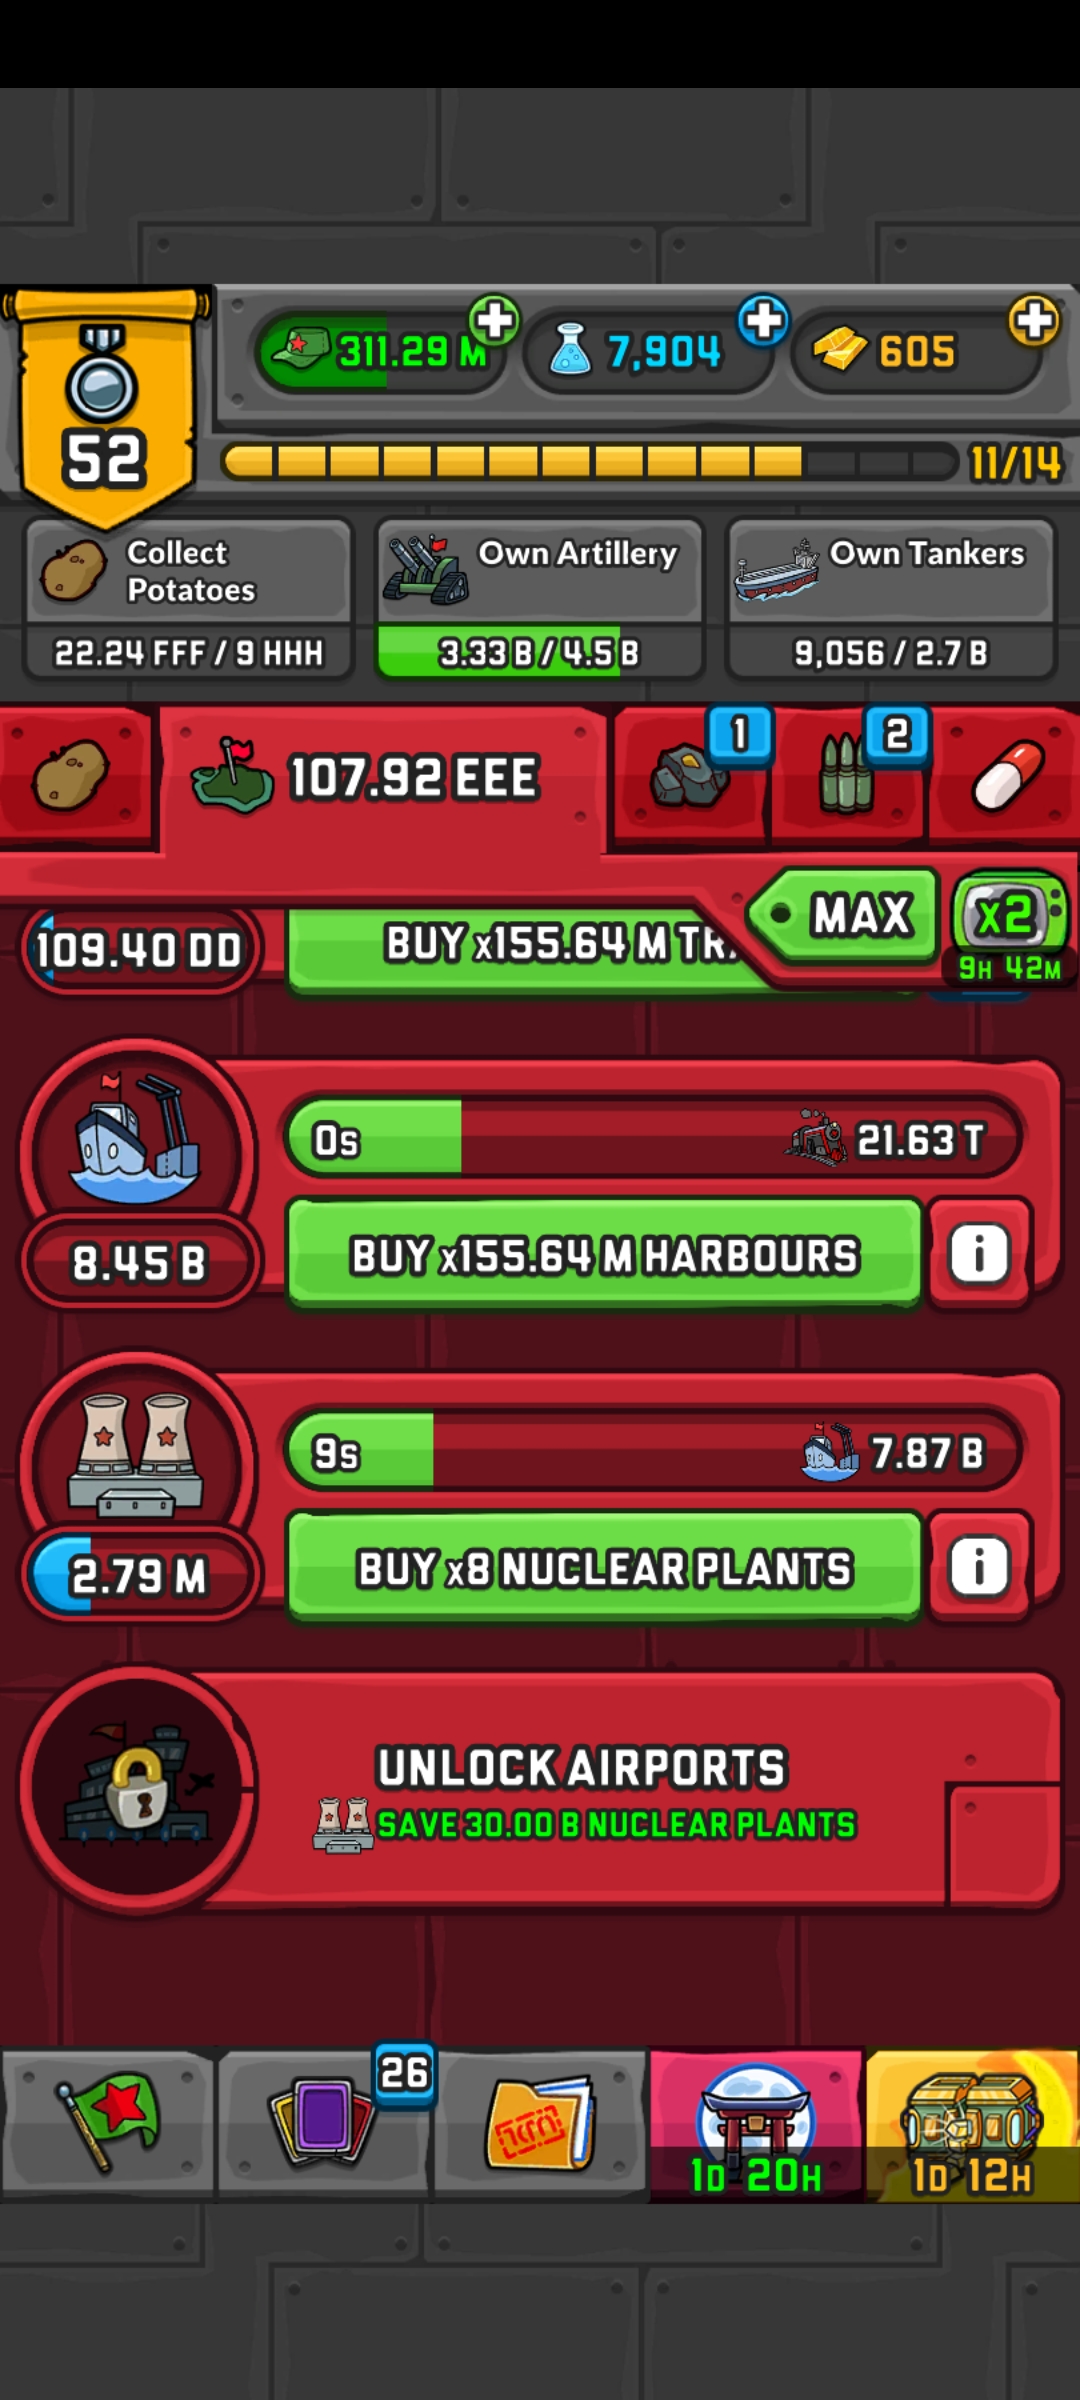 311.29 M
7,904
605
52
11/14
Collect
Potatoes
Own Artillery
Own Tankers
22.24 FFF / 9 HHH
3.33 B / 4.5 B
9,056 / 2.7 B
107.92 EEE
1
2
MAX
x2
9H 42M
109.40 DD
BUY x155.64 M TR
0s
21.63 T
8.45 B
BUY x155.64 M HARBOURS
i
9s
7.87 B
2.79 M
BUY x8 NUCLEAR PLANTS
i
UNLOCK AIRPORTS
SAVE 30.00 B NUCLEAR PLANTS
26
1D 20H
1D 12H